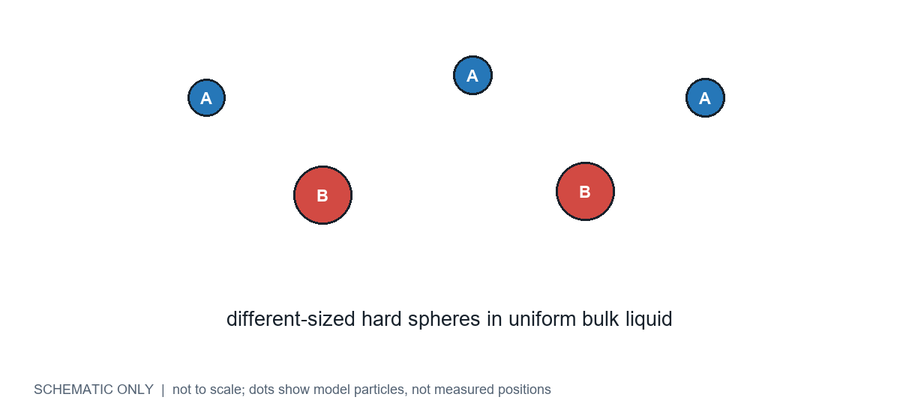 A
A
A
B
B
different-sized hard spheres in uniform bulk liquid
SCHEMATIC ONLY | not to scale; dots show model particles, not measured positions